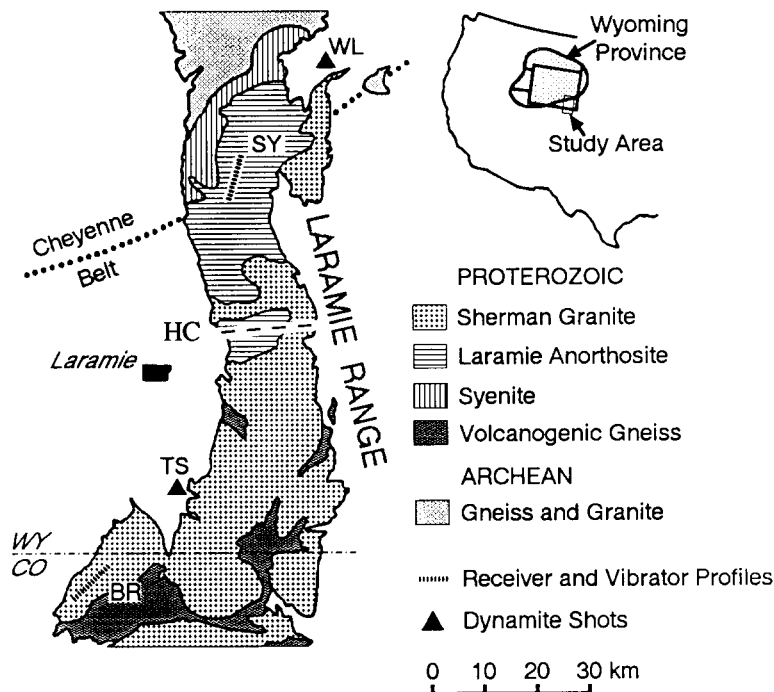 WL
SY
Cheyenne
Belt
LARAMIE RANGE
HC
Laramie
TS
WY
CO
BR
Wyoming
Province
Study Area
PROTEROZOIC
Sherman Granite
Laramie Anorthosite
Syenite
Volcanogenic Gneiss
ARCHEAN
Gneiss and Granite
Receiver and Vibrator Profiles
Dynamite Shots
0 10 20 30 km